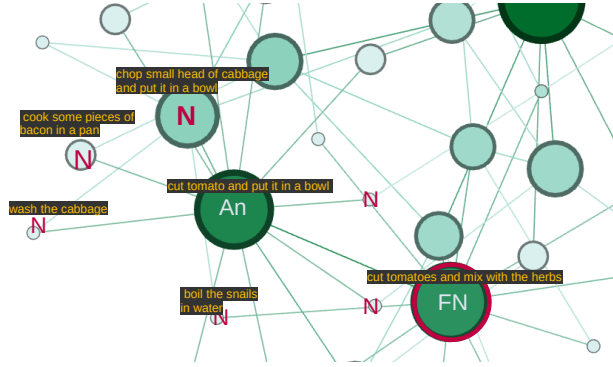 chop small head of cabbage
and put it in a bowl
N
cook some pieces of
bacon in a pan
N
cut tomato and put it in a bowl
An
N
wash the cabbage
N
cut tomatoes and mix with the herbs
FN
boil the snails
in water
N
N